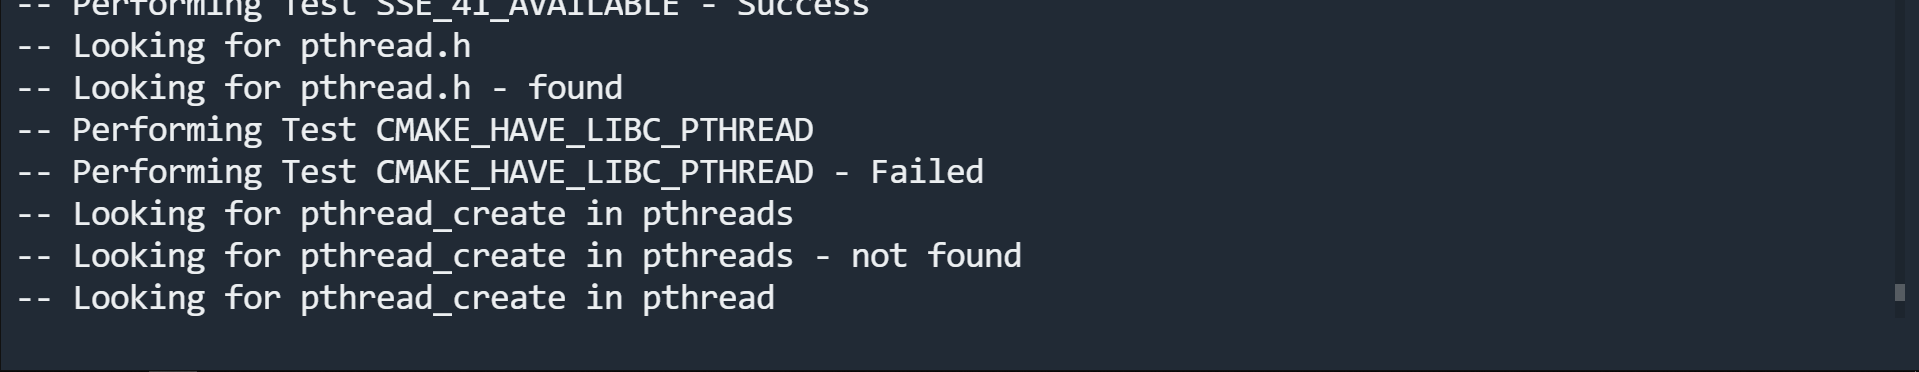 -- Performing Test SSE_41_AVAILABLE - Success
-- Looking for pthread.h
-- Looking for pthread.h - found
-- Performing Test CMAKE_HAVE_LIBC_PTHREAD
-- Performing Test CMAKE_HAVE_LIBC_PTHREAD - Failed
-- Looking for pthread_create in pthreads
-- Looking for pthread_create in pthreads - not found
-- Looking for pthread_create in pthread